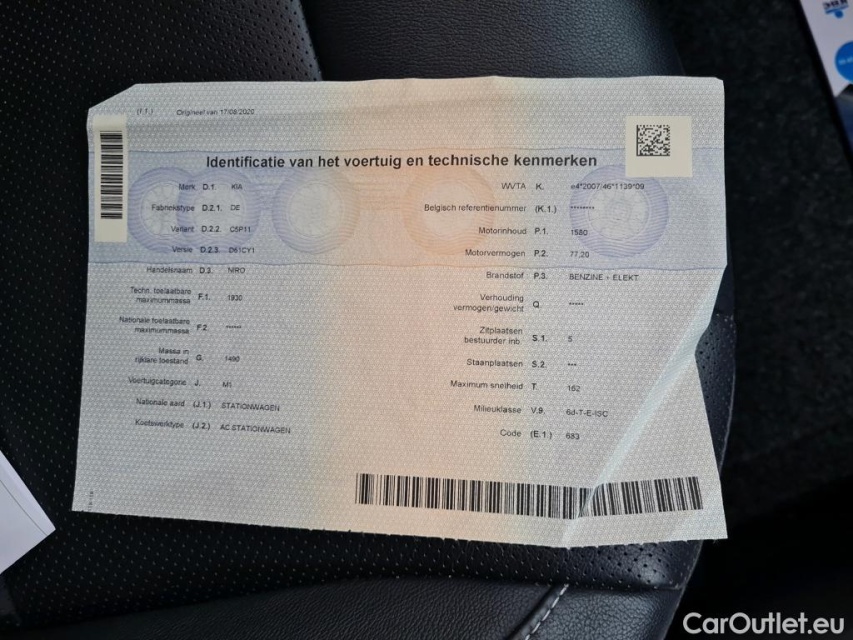 (I.1.) Origineel van 17/08/2020
Identificatie van het voertuig en technische kenmerken
Merk D.1. KIA
Fabriekstype D.2.1. DE
Variant D.2.2. C5P11
Versie D.2.3. D61CY1
Handelsnaam D.3. NIRO
Techn. toelaatbare
maximummassa F.1. 1930
Nationale toelaatbare
maximummassa F.2. ------
Massa in
rijklare toestand G. 1490
Voertuigcategorie J. M1
Nationale aard (J.1.) STATIONWAGEN
Koetswerktype (J.2.) AC STATIONWAGEN
WVTA K. e4*2007/46*1139*09
Belgisch referentienummer (K.1.) --------
Motorinhoud P.1. 1580
Motorvermogen P.2. 77,20
Brandstof P.3. BENZINE + ELEKT
Verhouding
vermogen/gewicht Q. -----
Zitplaatsen
bestuurder inb. S.1. 5
Staanplaatsen S.2. ---
Maximum snelheid T. 162
Milieuklasse V.9. 6d-T-E-ISC
Code (E.1.) 683
CarOutlet.eu